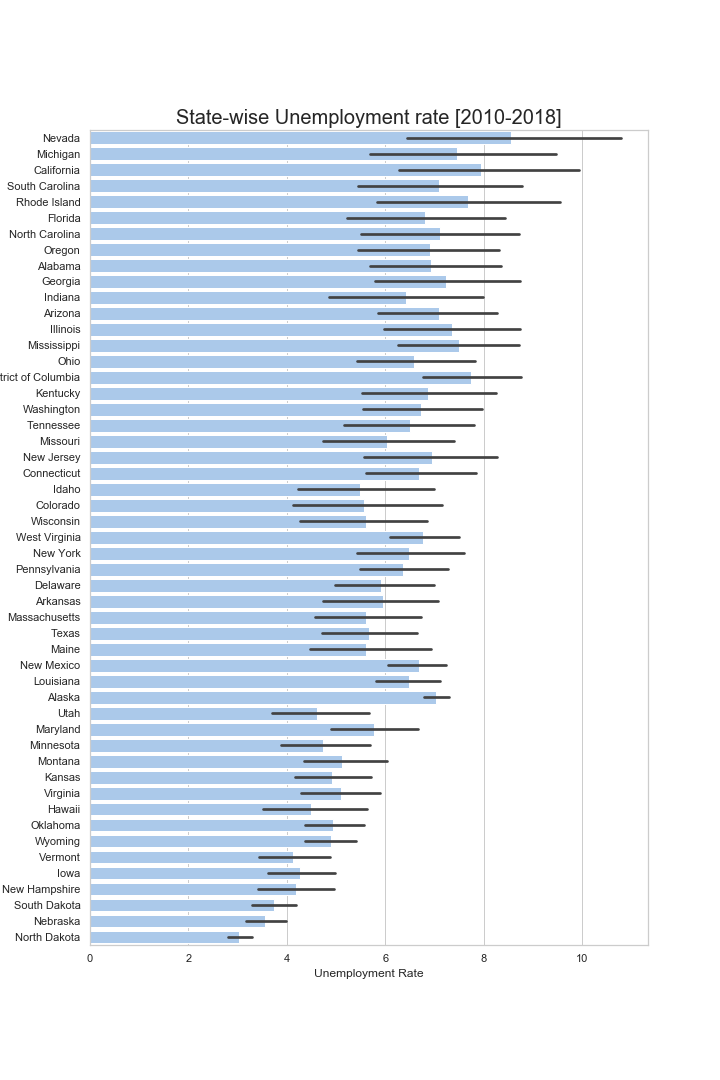 State-wise Unemployment rate [2010-2018]
Nevada
Michigan
California
South Carolina
Rhode Island
Florida
North Carolina
Oregon
Alabama
Georgia
Indiana
Arizona
Illinois
Mississippi
Ohio
trict of Columbia
Kentucky
Washington
Tennessee
Missouri
New Jersey
Connecticut
Idaho
Colorado
Wisconsin
West Virginia
New York
Pennsylvania
Delaware
Arkansas
Massachusetts
Texas
Maine
New Mexico
Louisiana
Alaska
Utah
Maryland
Minnesota
Montana
Kansas
Virginia
Hawaii
Oklahoma
Wyoming
Vermont
Iowa
New Hampshire
South Dakota
Nebraska
North Dakota
0 2 4 6 8 10
Unemployment Rate